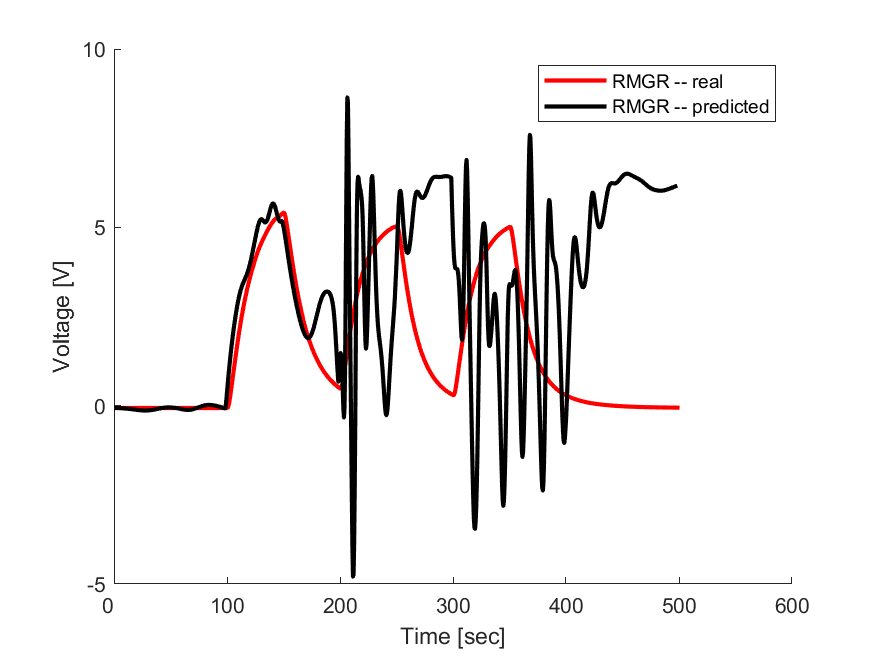 10
5
0
-5
0 100 200 300 400 500 600
Voltage [V]
Time [sec]
RMGR -- real
RMGR -- predicted